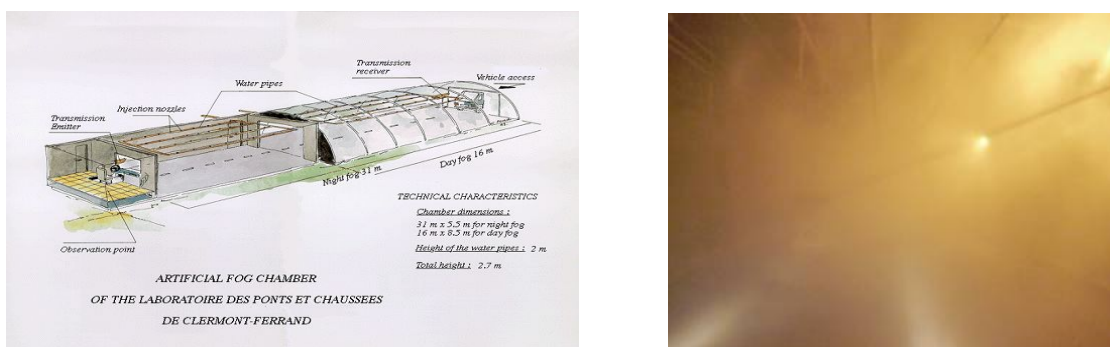 Transmission
receiver
Vehicle access
Water pipes
Injection nozzles
Transmission
Emitter
Day fog 16 m
Night fog 31 m
TECHNICAL CHARACTERISTICS
Chamber dimensions :
31 m x 5.5 m for night fog
16 m x 8.5 m for day fog
Height of the water pipes : 2 m
Total height : 2.7 m
Observation point
ARTIFICIAL FOG CHAMBER
OF THE LABORATOIRE DES PONTS ET CHAUSSEES
DE CLERMONT-FERRAND